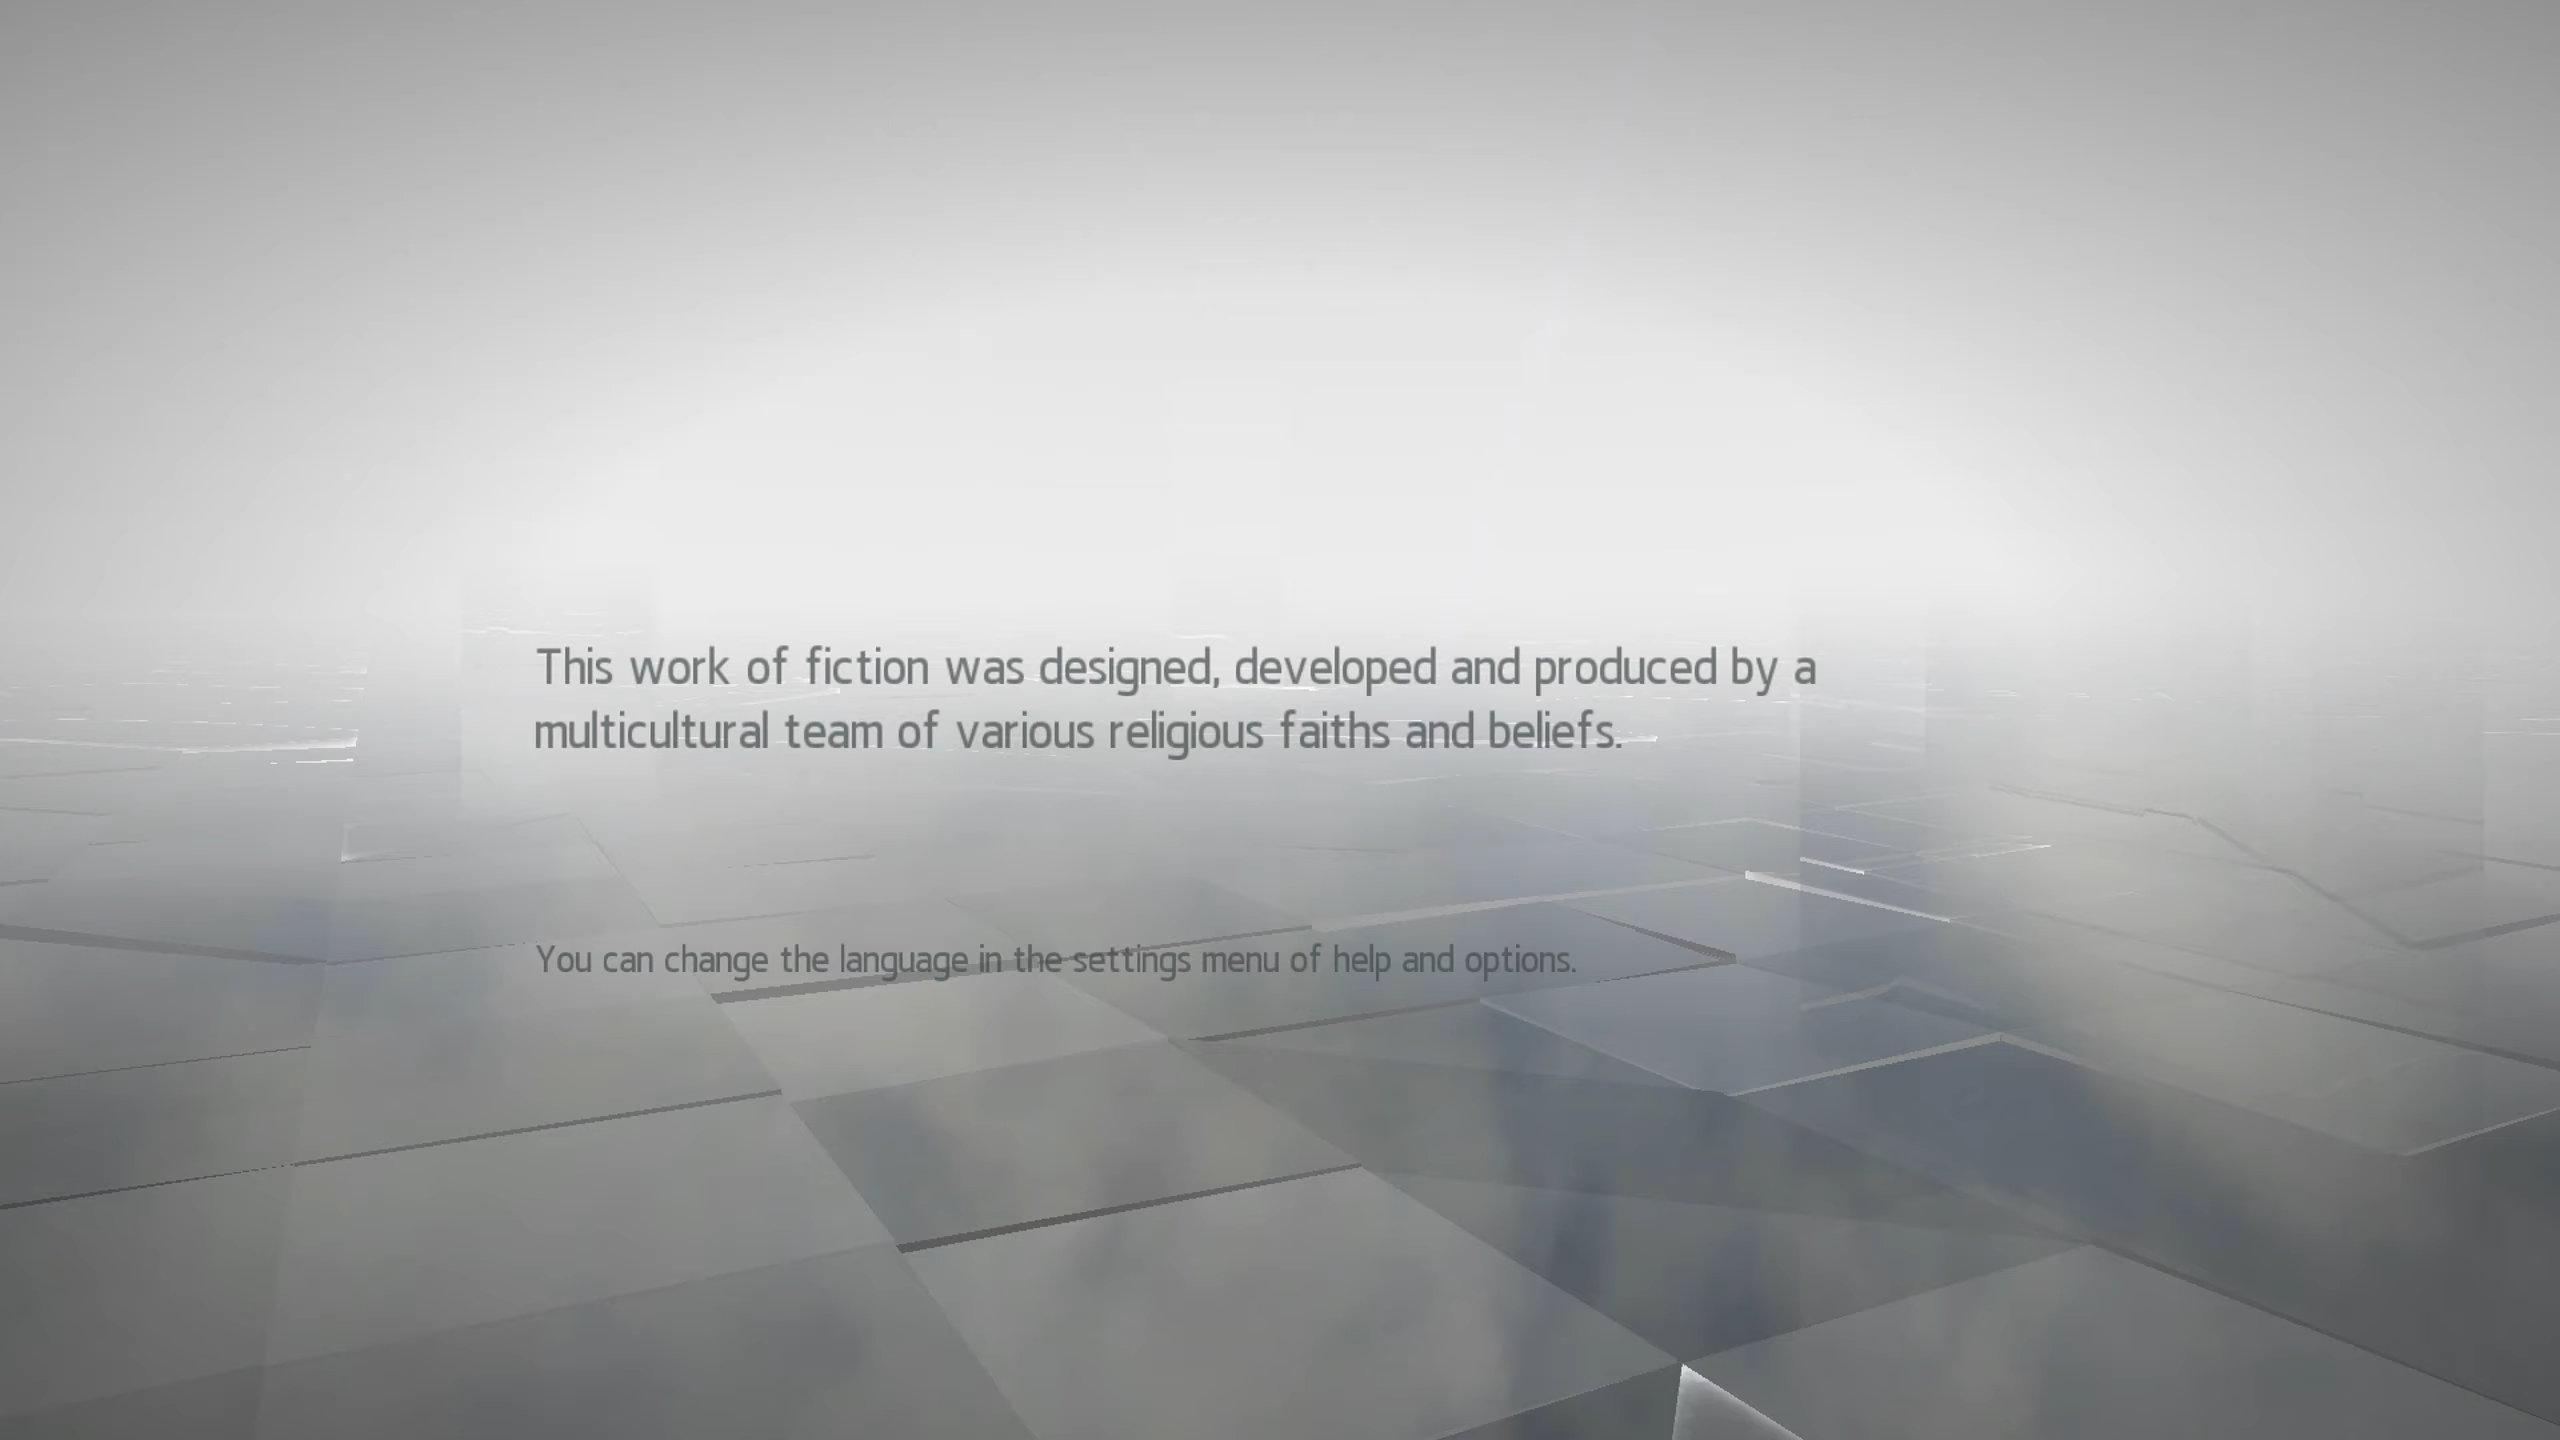 This work of fiction was designed, developed and produced by a
multicultural team of various religious faiths and beliefs.
You can change the language in the settings menu of help and options.